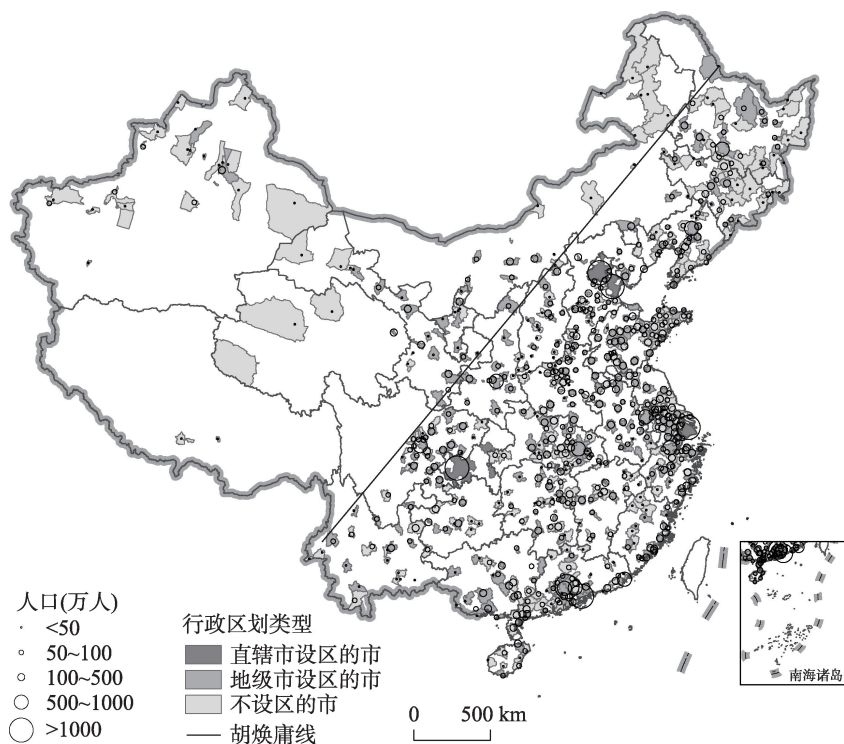 人口(万人)
<50
50~100
100~500
500~1000
>1000
行政区划类型
直辖市设区的市
地级市设区的市
不设区的市
胡焕庸线
0 500 km
南海诸岛